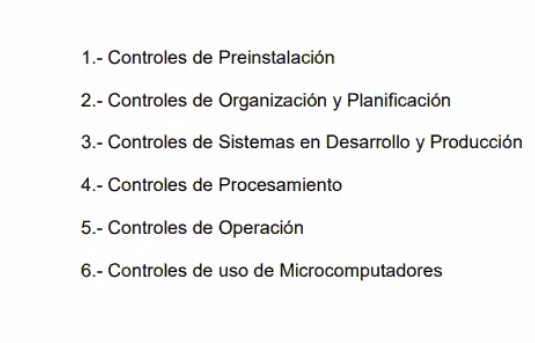 1.- Controles de Preinstalación
2.- Controles de Organización y Planificación
3.- Controles de Sistemas en Desarrollo y Producción
4.- Controles de Procesamiento
5.- Controles de Operación
6.- Controles de uso de Microcomputadores